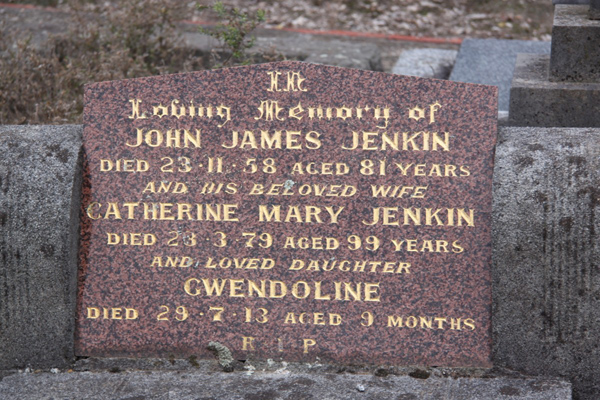 In
Loving Memory of
JOHN JAMES JENKIN
DIED 23·11·58 AGED 81 YEARS
AND HIS BELOVED WIFE
CATHERINE MARY JENKIN
DIED 23·3·79 AGED 99 YEARS
AND LOVED DAUGHTER
GWENDOLINE
DIED 29·7·13 AGED 9 MONTHS
R I P